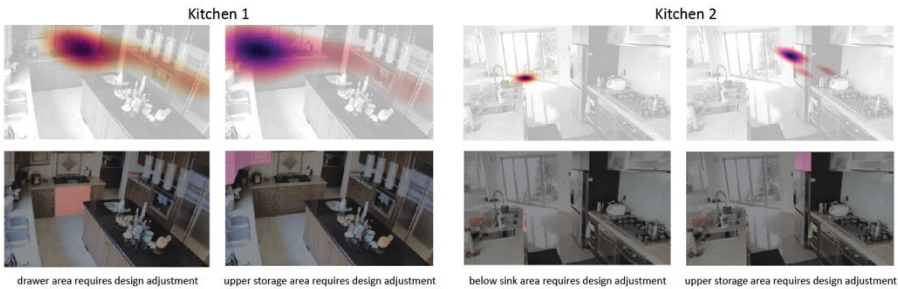 Kitchen 1
Kitchen 2
drawer area requires design adjustment
upper storage area requires design adjustment
below sink area requires design adjustment
upper storage area requires design adjustment